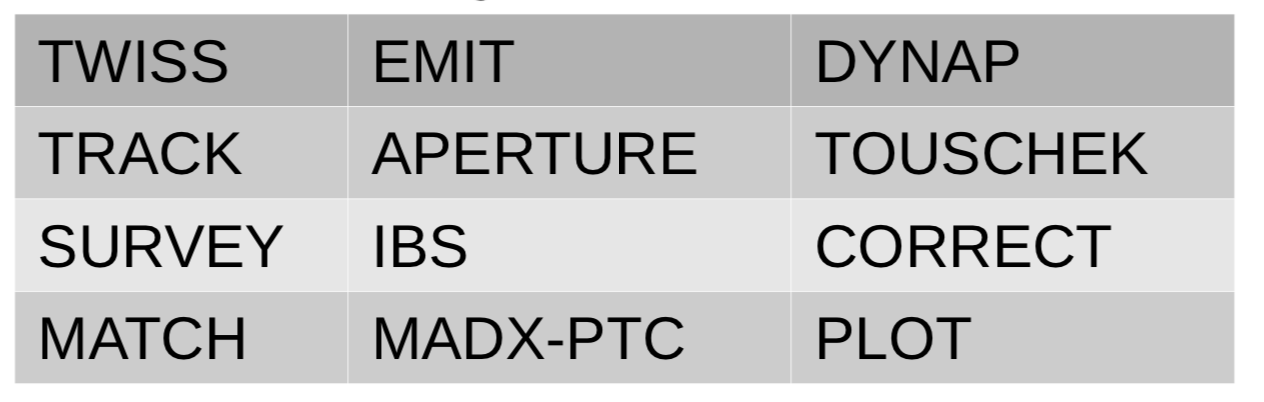 TWISS EMIT DYNAP
TRACK APERTURE TOUSCHEK
SURVEY IBS CORRECT
MATCH MADX-PTC PLOT